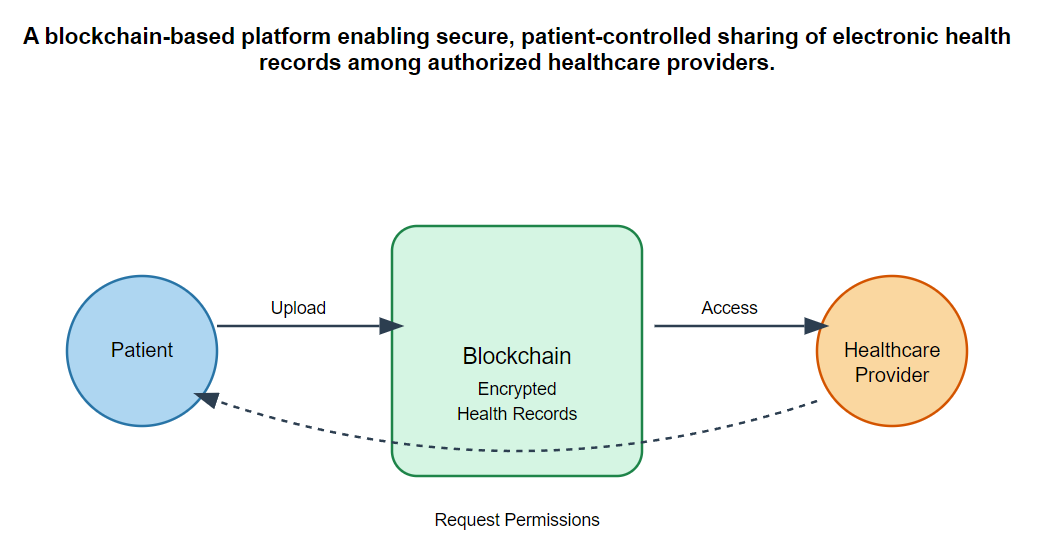 A blockchain-based platform enabling secure, patient-controlled sharing of electronic health
records among authorized healthcare providers.
Upload
Access
Patient
Blockchain
Encrypted
Health Records
Healthcare
Provider
Request Permissions